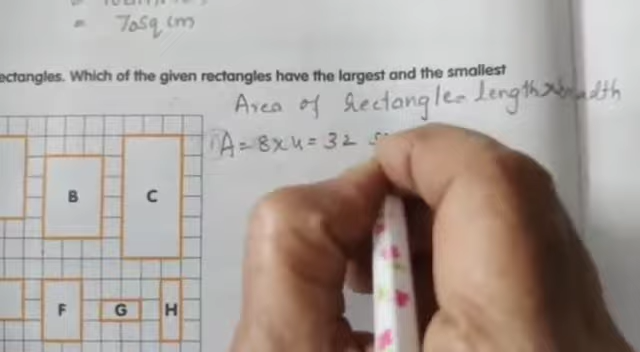 = 70sq cm
ectangles. Which of the given rectangles have the largest and the smallest
Area of Rectangle = length x breadth
A = 8 x 4 = 32 s
B
C
F
G
H